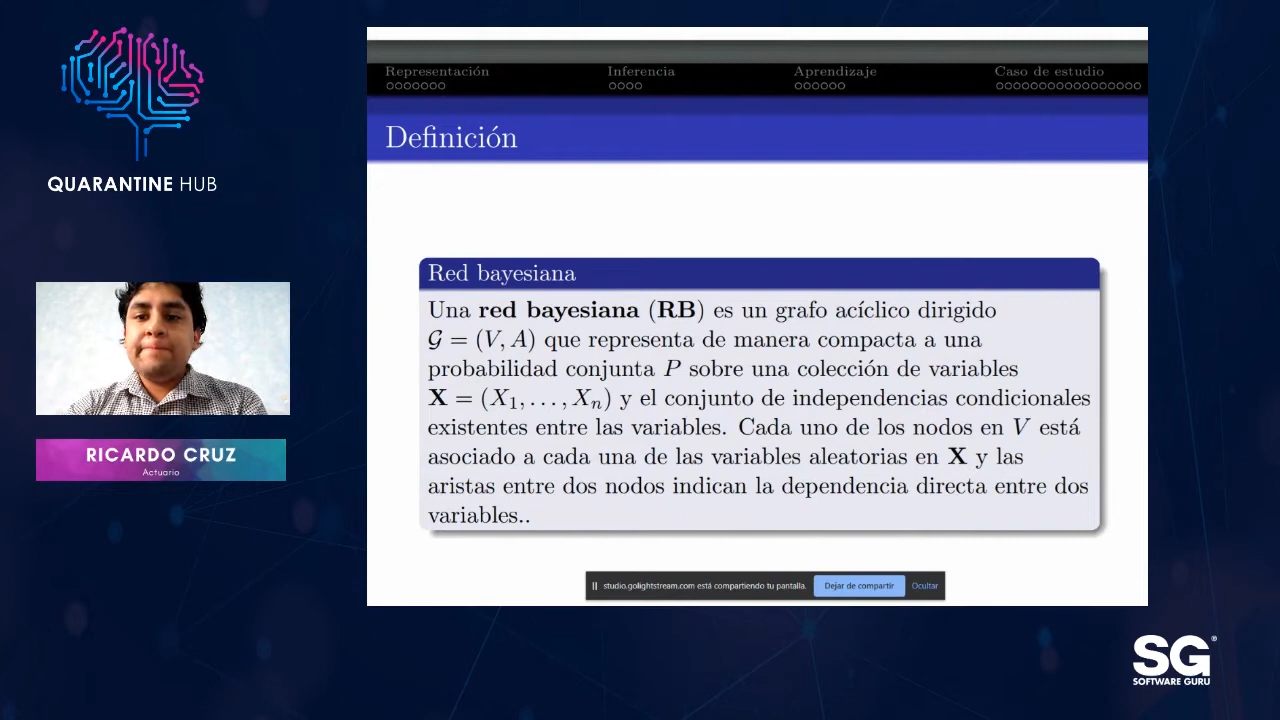 QUARANTINE HUB
RICARDO CRUZ
Actuario
Representación
Inferencia
Aprendizaje
Caso de estudio
Definición
Red bayesiana
Una red bayesiana (RB) es un grafo acíclico dirigido
𝒢 = (V, A) que representa de manera compacta a una
probabilidad conjunta P sobre una colección de variables
X = (X₁, . . . , Xₙ) y el conjunto de independencias condicionales
existentes entre las variables. Cada uno de los nodos en V está
asociado a cada una de las variables aleatorias en X y las
aristas entre dos nodos indican la dependencia directa entre dos
variables..
studio.golightstream.com está compartiendo tu pantalla.
Dejar de compartir
Ocultar
SG®
SOFTWARE GURU